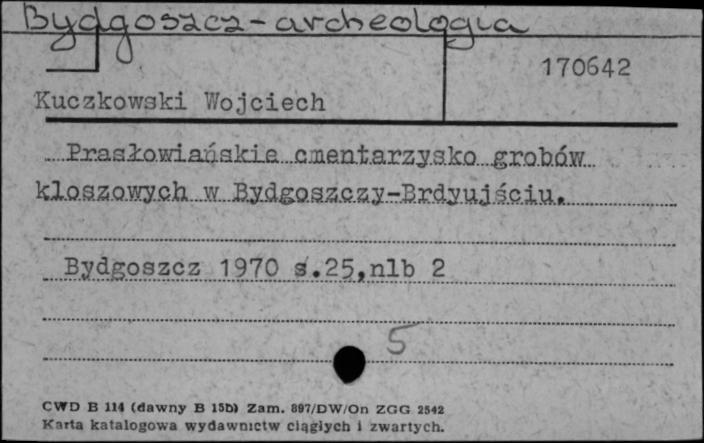 Bydgoszcz - archeologia
170642
Kuczkowski Wojciech
Prasłowiańskie cmentarzysko grobów
kloszowych w Bydgoszczy-Brdyujściu.
Bydgoszcz 1970 s.25,nlb 2
5
CWD B 114 (dawny B 15b) Zam. 897/DW/On ZGG 2542
Karta katalogowa wydawnictw ciągłych i zwartych.